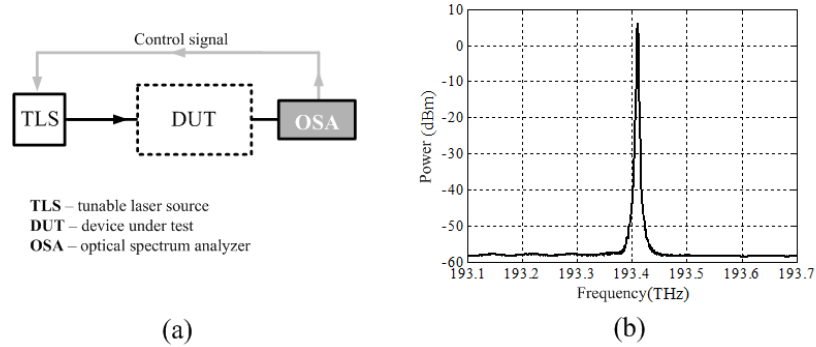 Control signal
TLS
DUT
OSA
TLS – tunable laser source
DUT – device under test
OSA – optical spectrum analyzer
(a)
10
0
-10
-20
-30
-40
-50
-60
Power (dBm)
193.1 193.2 193.3 193.4 193.5 193.6 193.7
Frequency(THz)
(b)